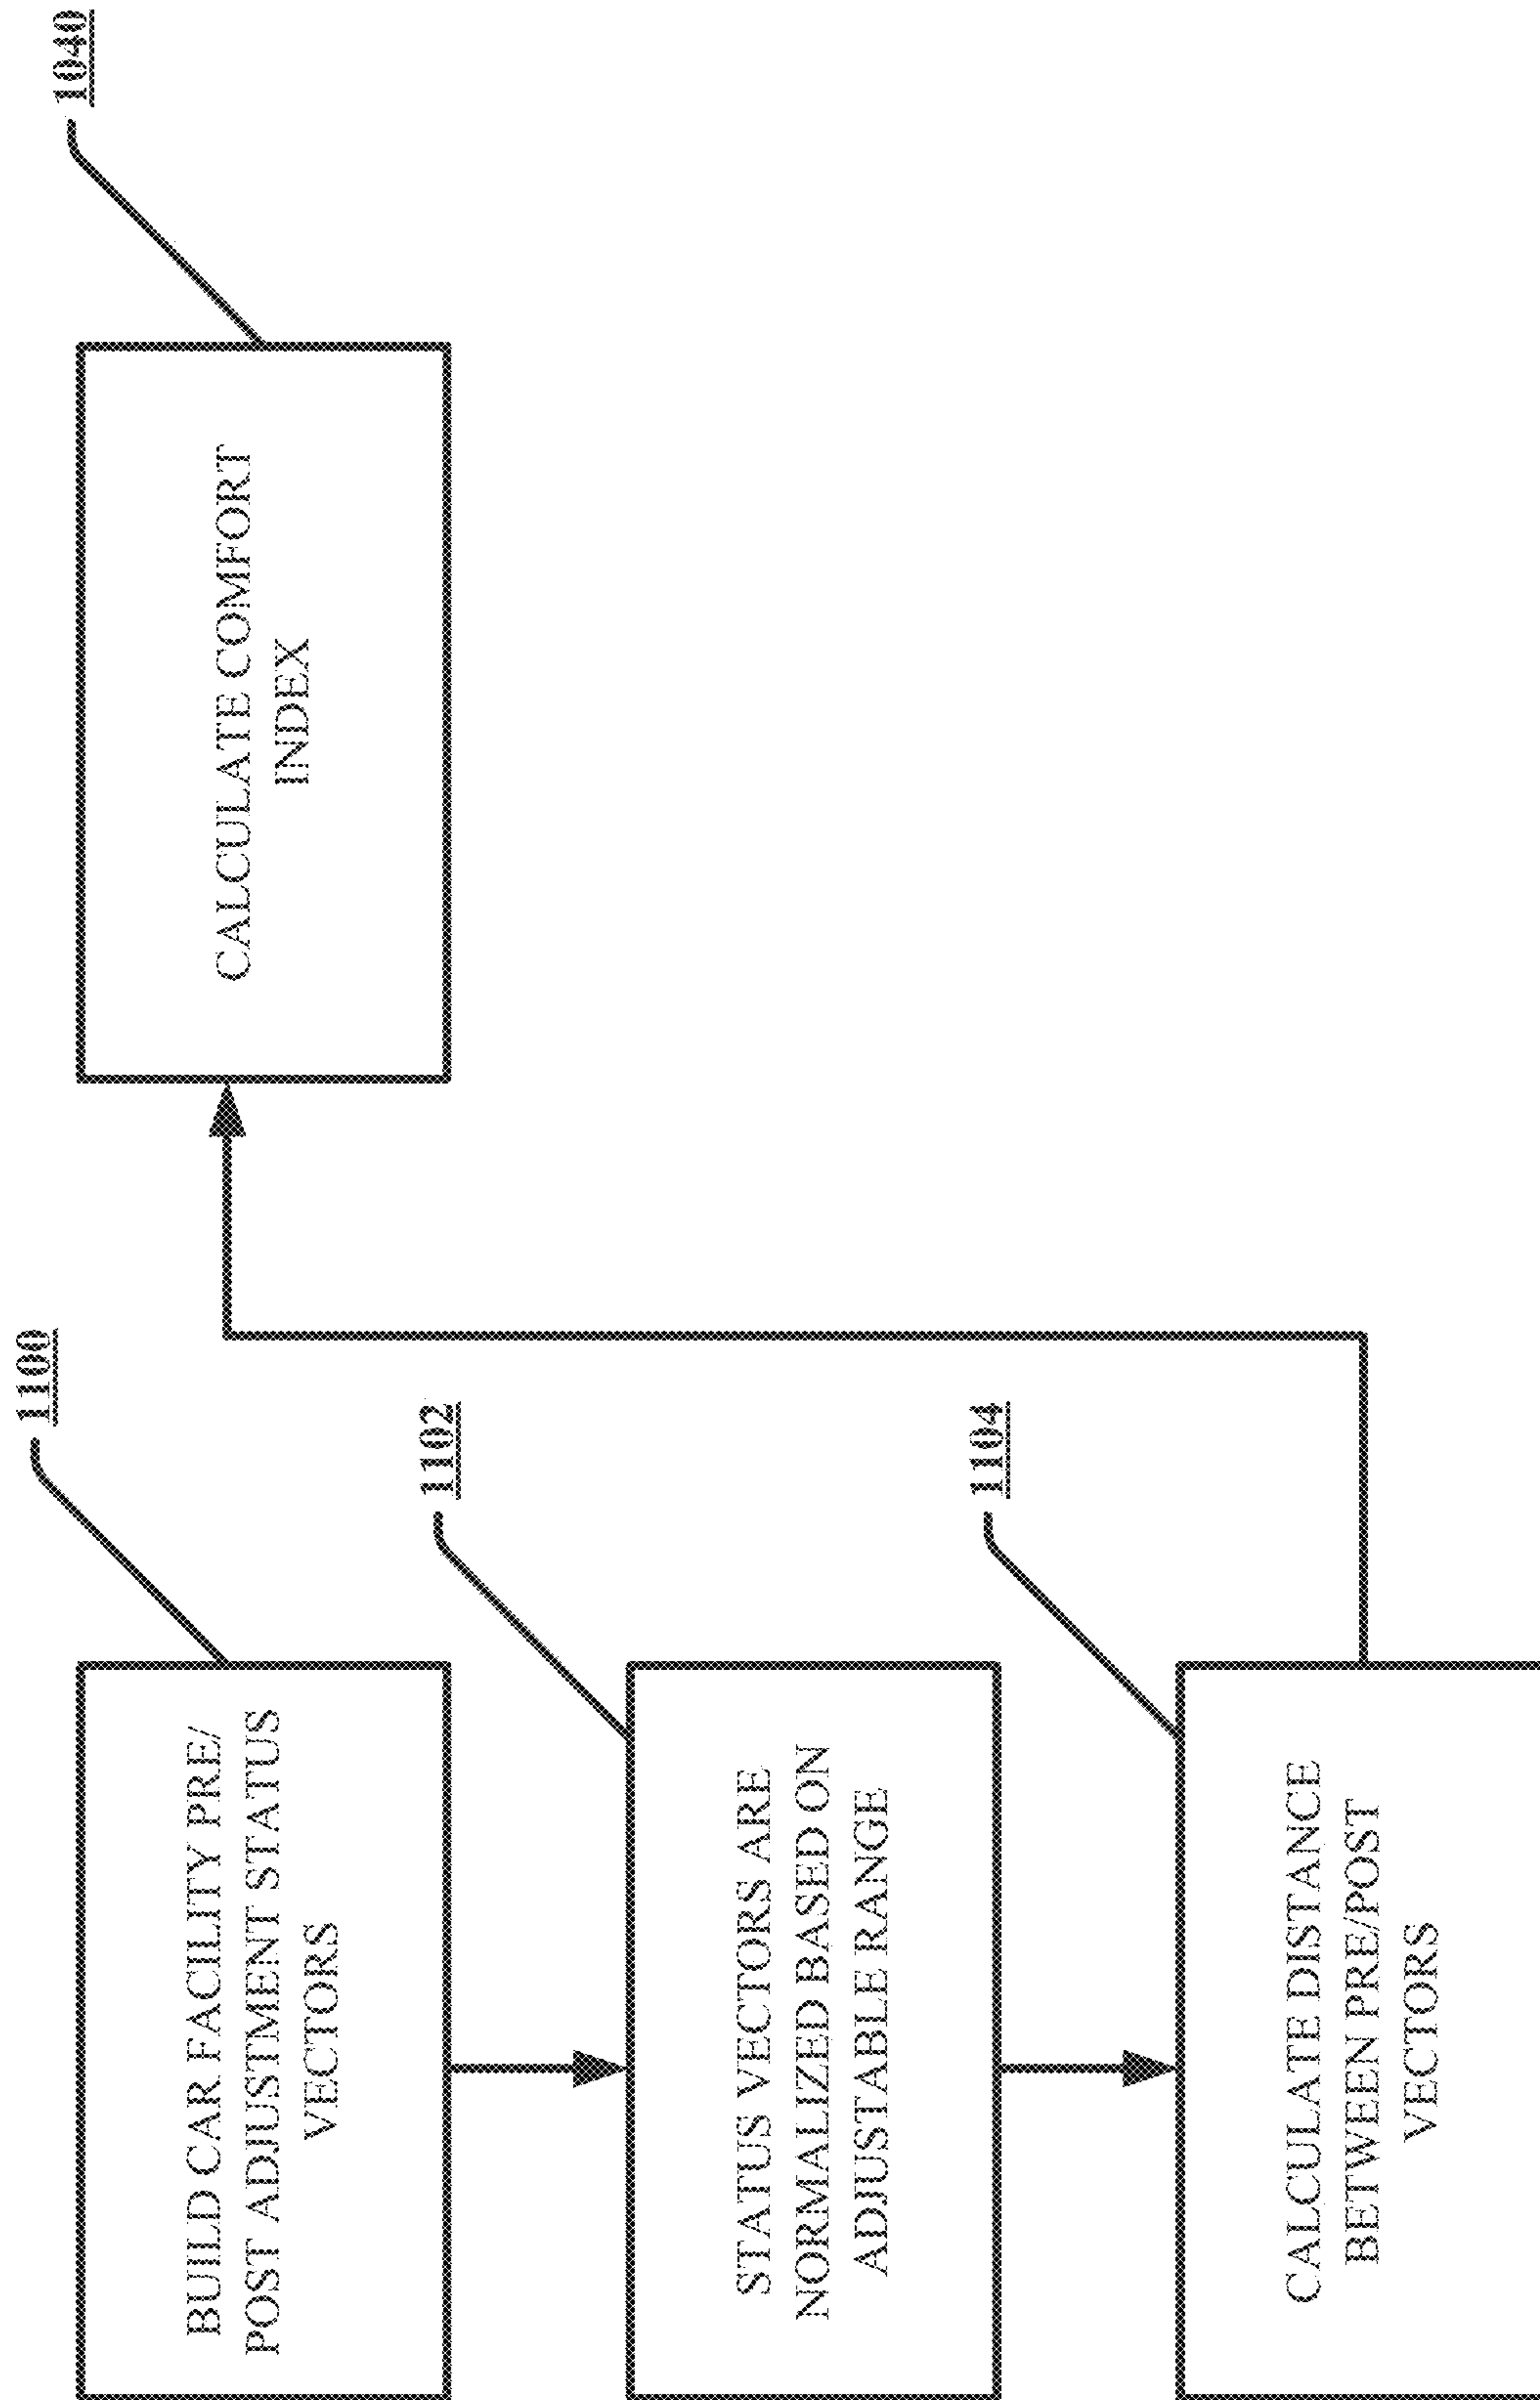 1100
BUILD CAR FACILITY PRE/
POST ADJUSTMENT STATUS
VECTORS
1102
STATUS VECTORS ARE
NORMALIZED BASED ON
ADJUSTABLE RANGE
1104
CALCULATE DISTANCE
BETWEEN PRE/POST
VECTORS
1040
CALCULATE COMFORT
INDEX